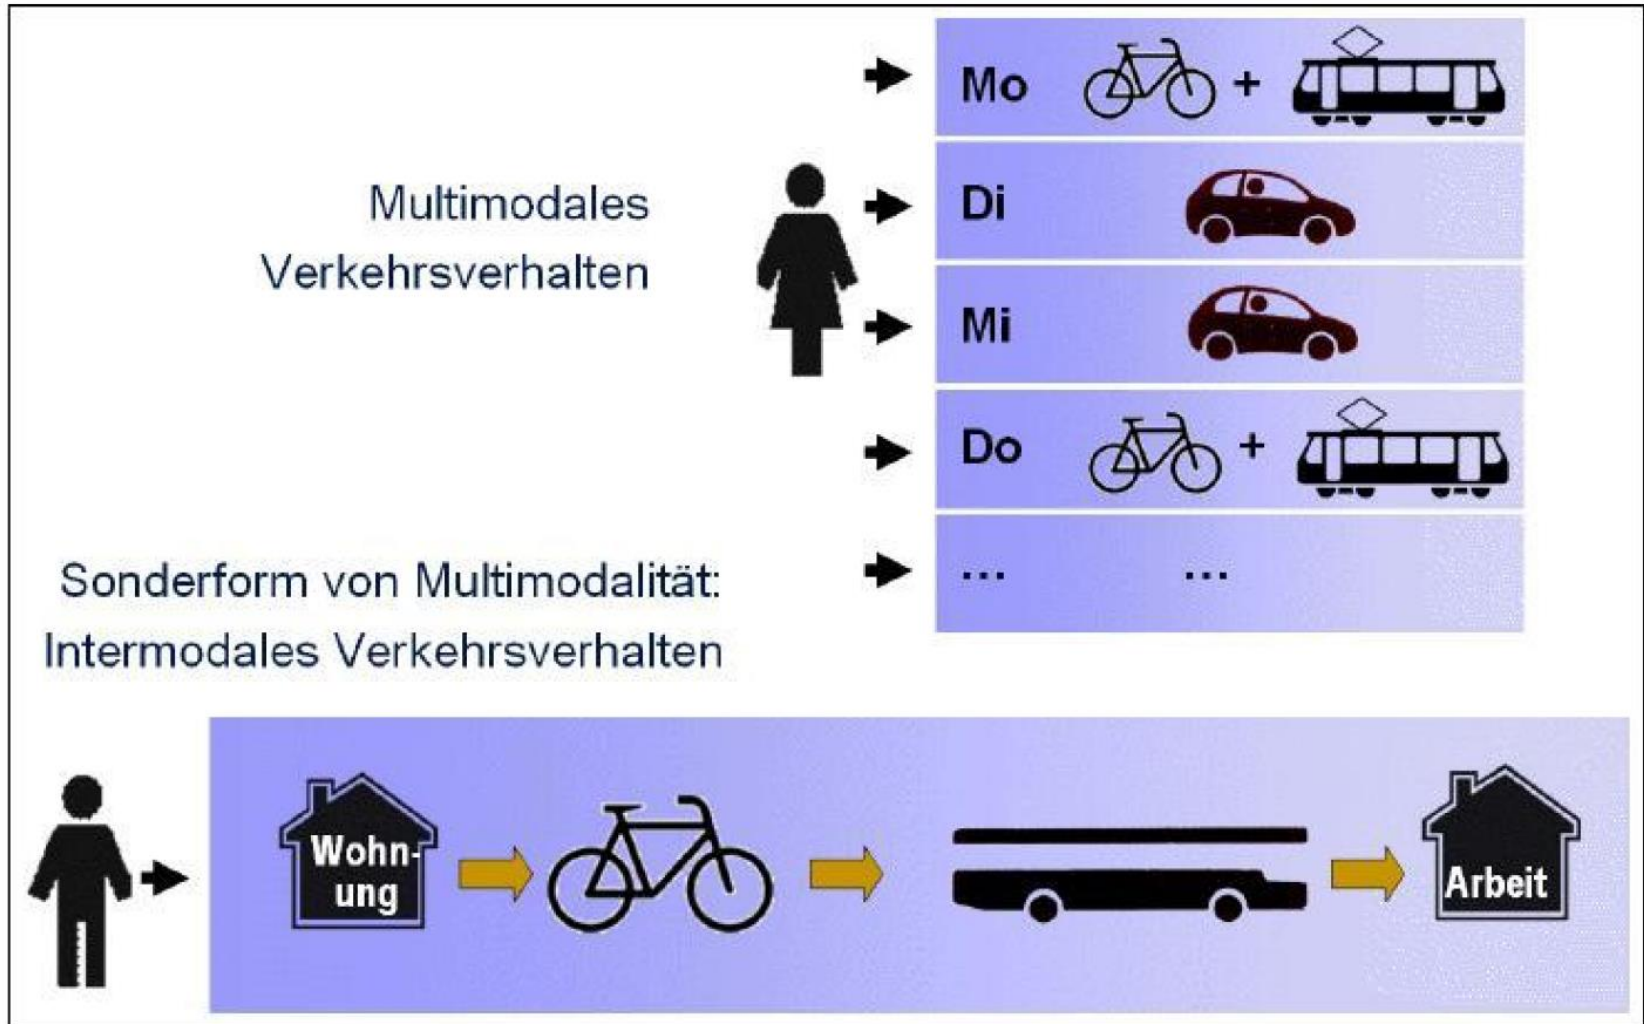 Multimodales
Verkehrsverhalten
Mo +
Di
Mi
Do +
... ...
Sonderform von Multimodalität:
Intermodales Verkehrsverhalten
Wohn-
ung
Arbeit